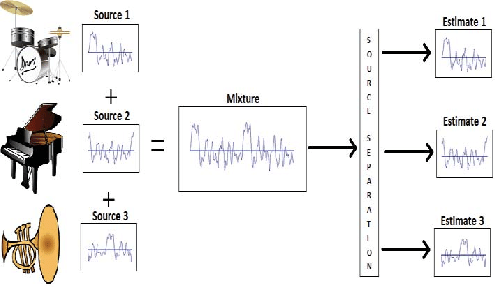 Source 1
+
Source 2
=
+
Source 3
Mixture
SOURCE SEPARATION
Estimate 1
Estimate 2
Estimate 3